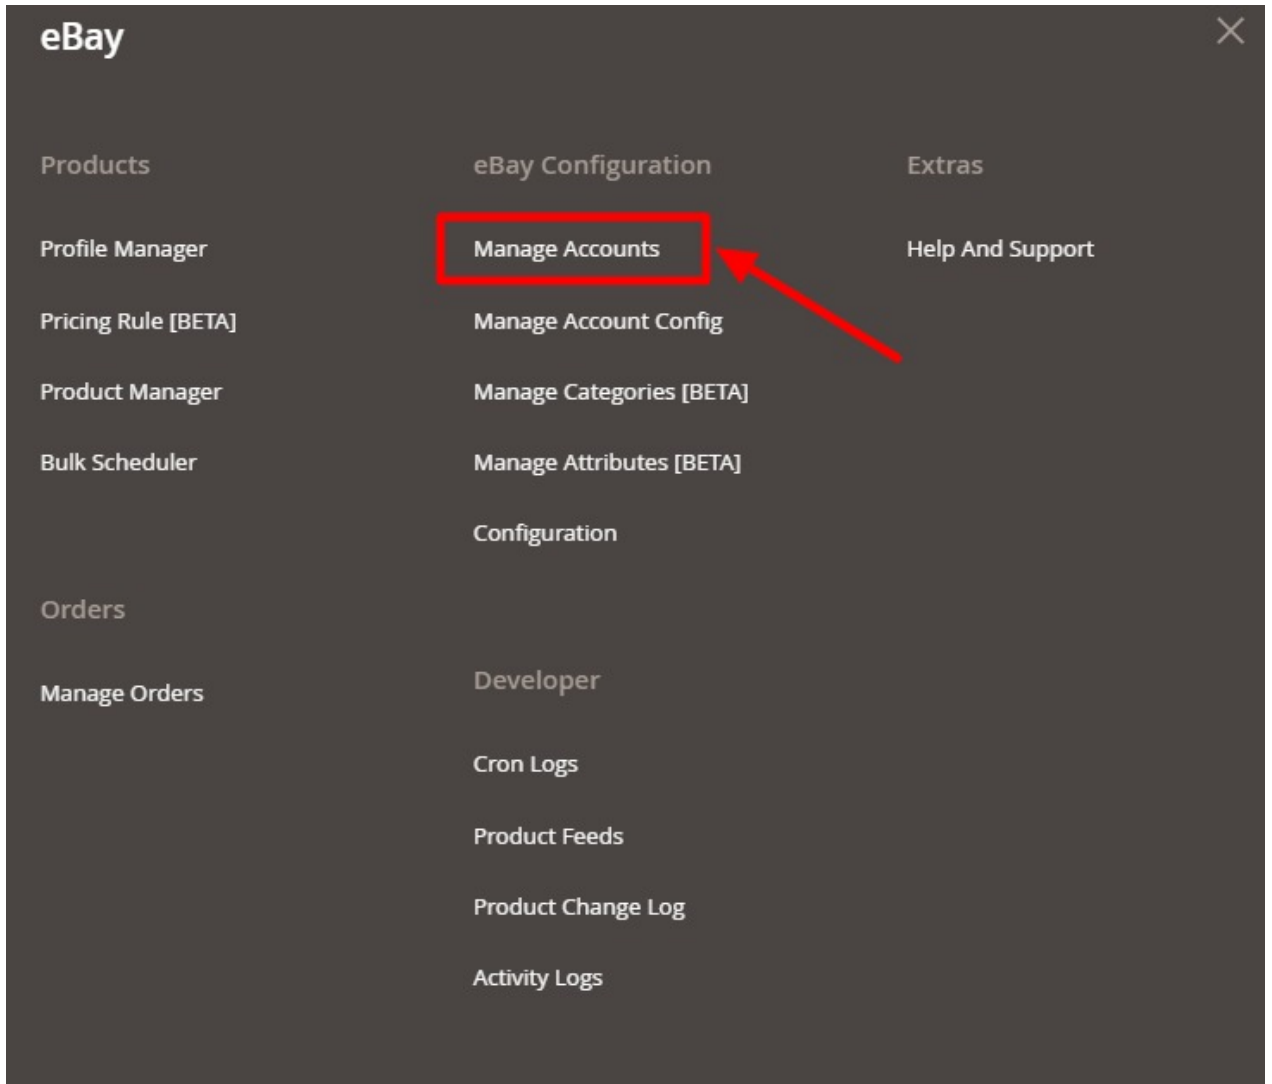 eBay
Products
Profile Manager
Pricing Rule [BETA]
Product Manager
Bulk Scheduler
Orders
Manage Orders
eBay Configuration
Manage Accounts
Manage Account Config
Manage Categories [BETA]
Manage Attributes [BETA]
Configuration
Developer
Cron Logs
Product Feeds
Product Change Log
Activity Logs
Extras
Help And Support